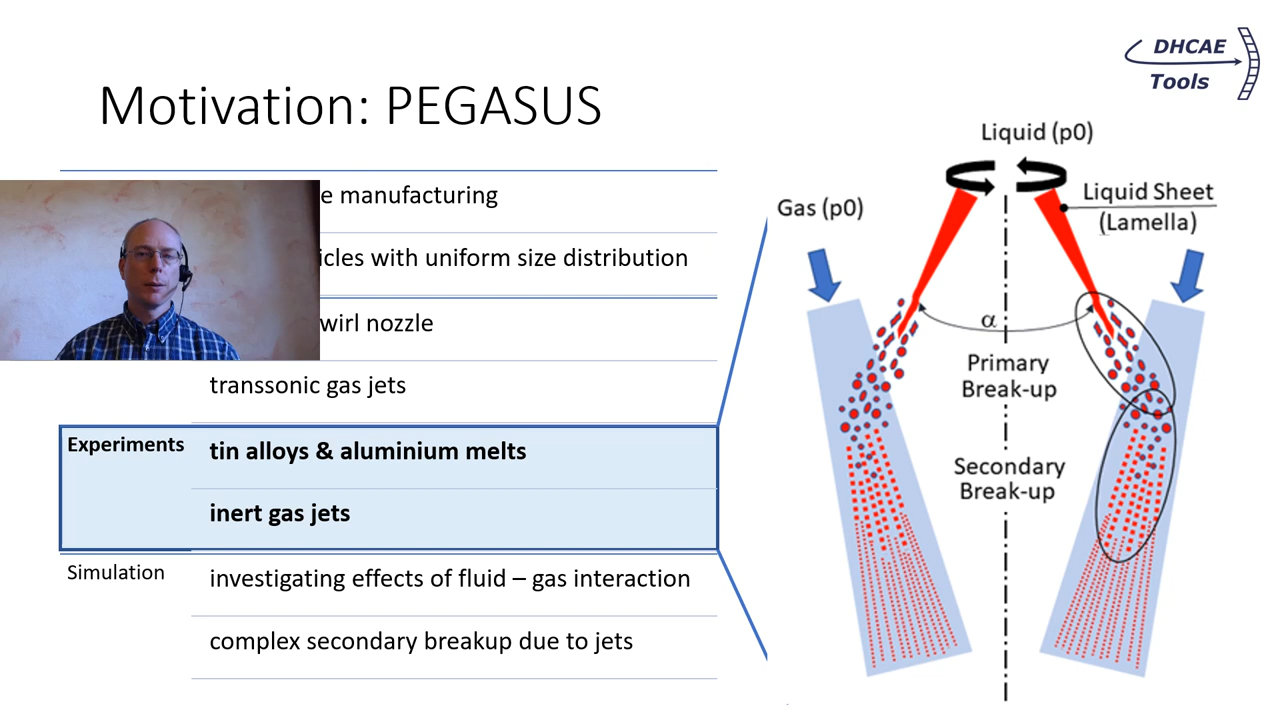 DHCAE
Tools
Motivation: PEGASUS
e manufacturing
icles with uniform size distribution
wirl nozzle
transsonic gas jets
Experiments
tin alloys & aluminium melts
inert gas jets
Simulation
investigating effects of fluid – gas interaction
complex secondary breakup due to jets
Liquid (p0)
Gas (p0)
Liquid Sheet
(Lamella)
α
Primary
Break-up
Secondary
Break-up